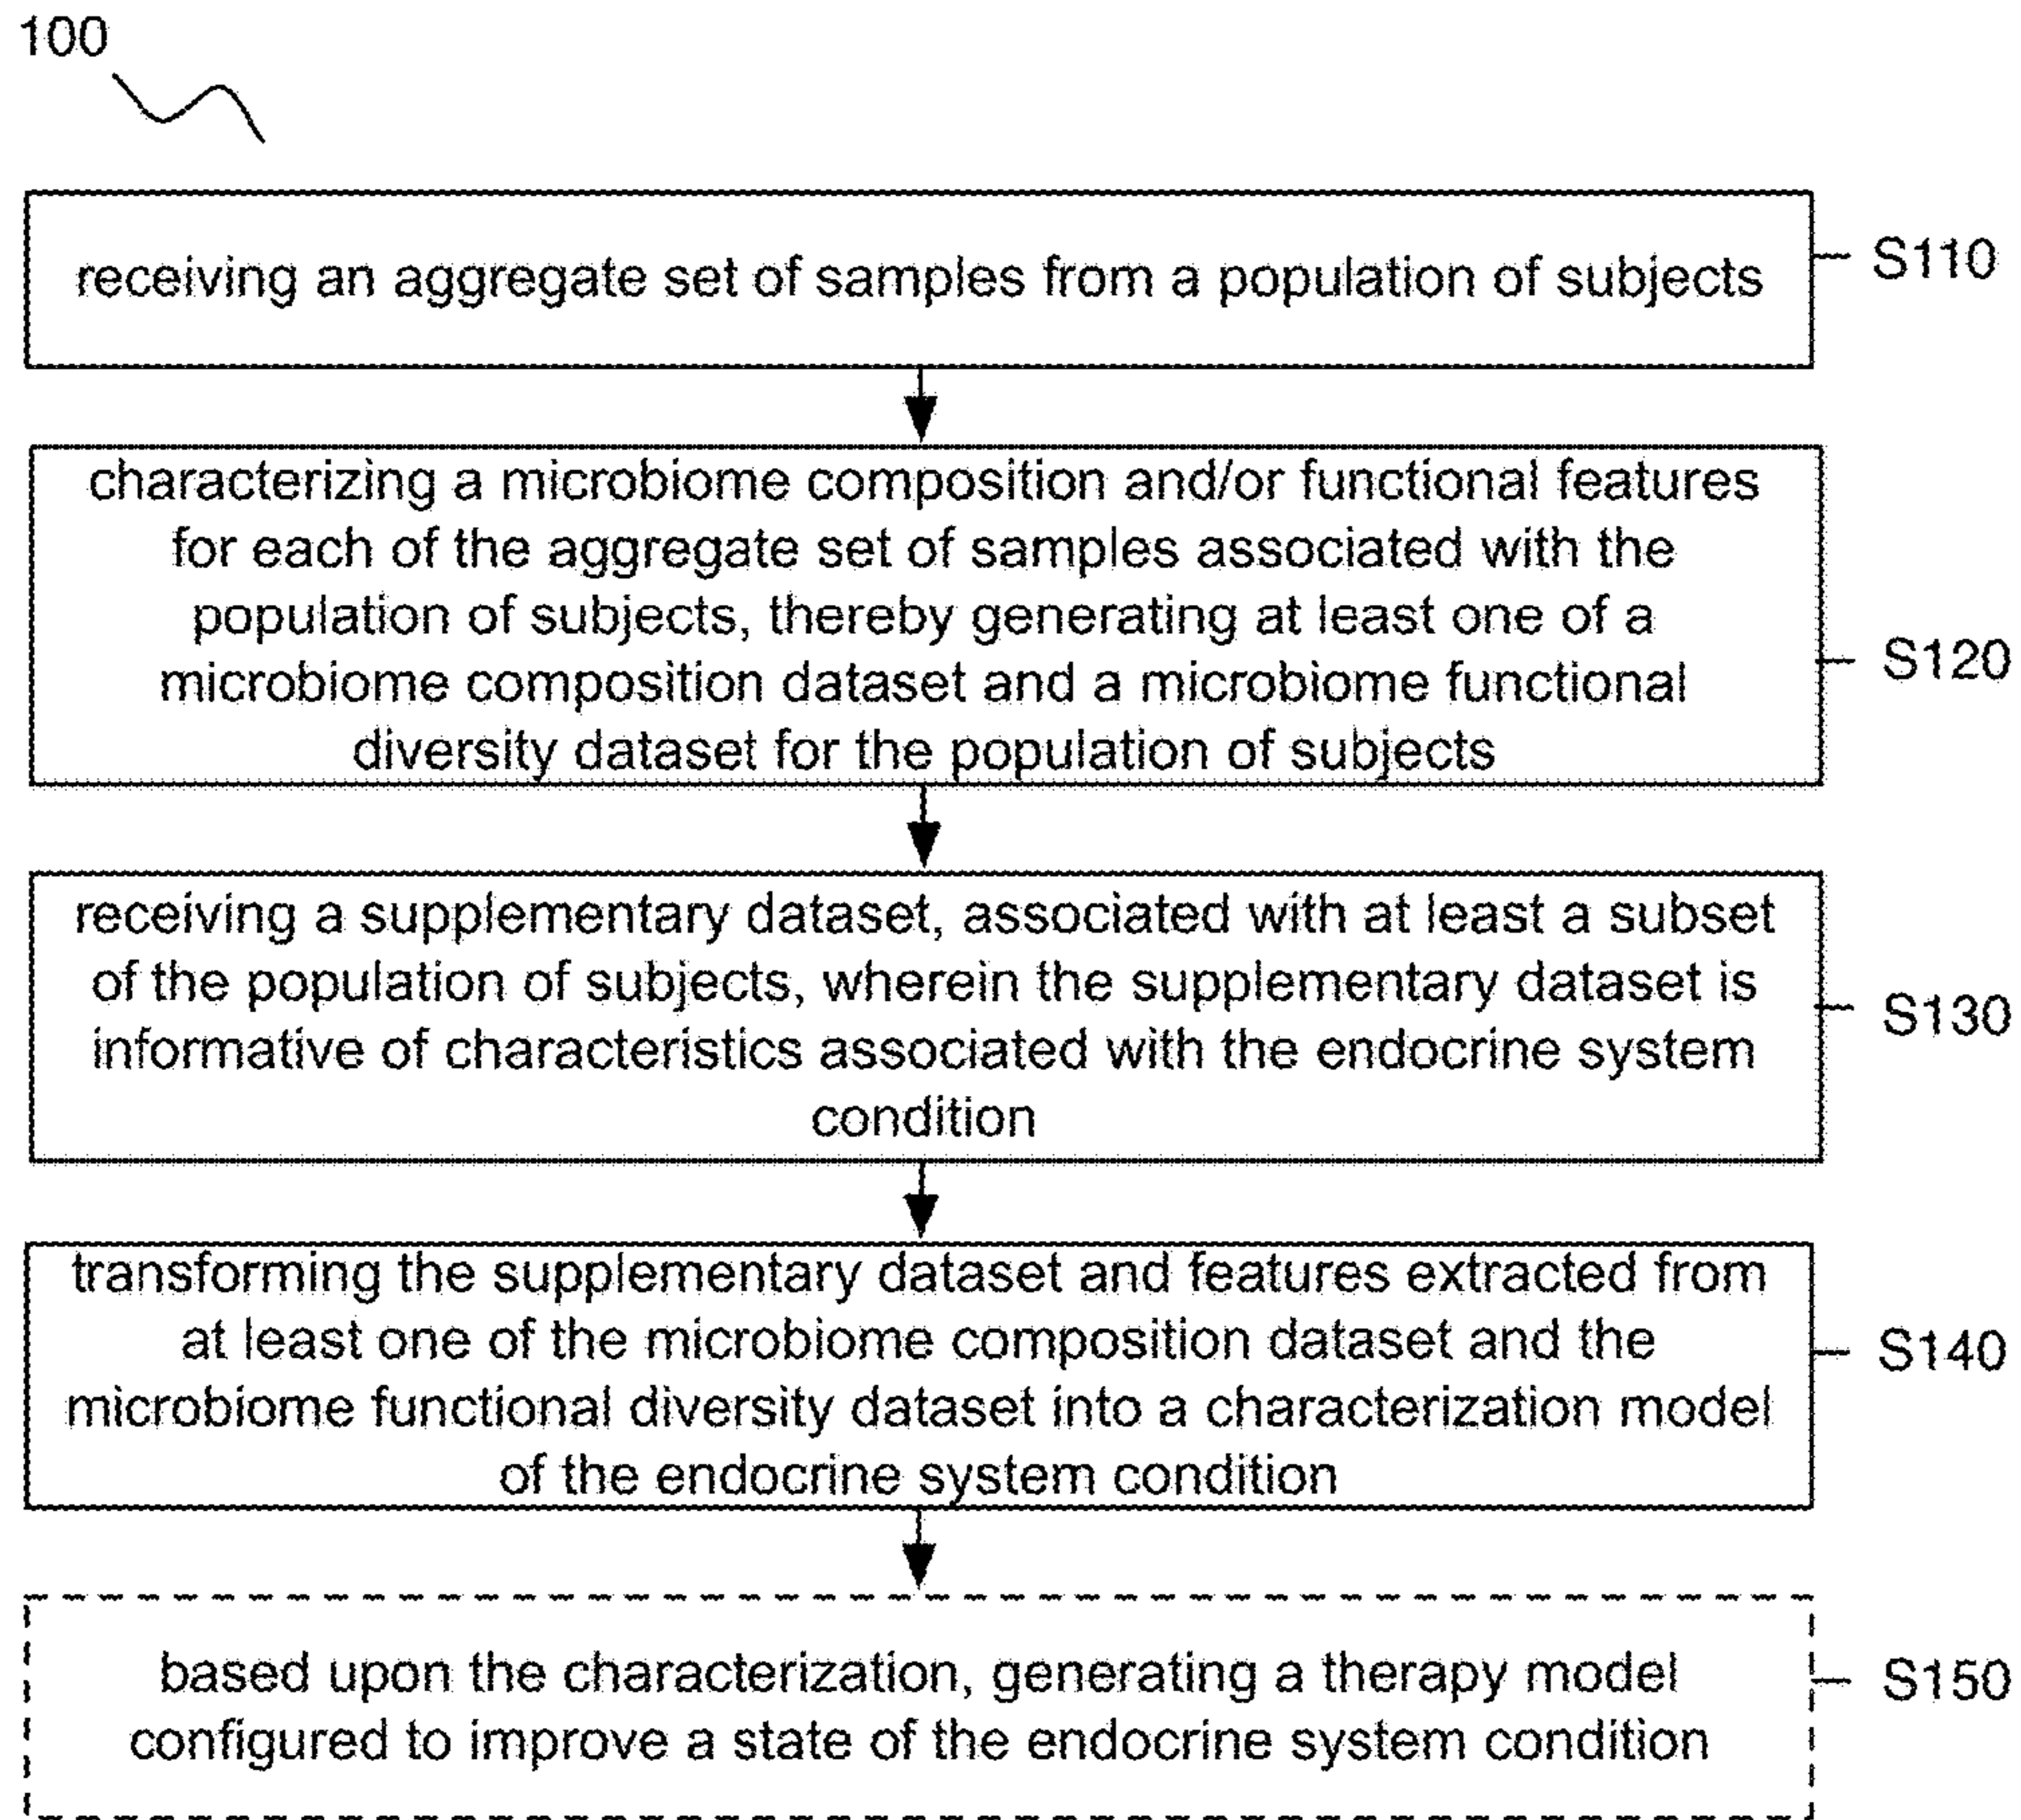 100
receiving an aggregate set of samples from a population of subjects
S110
characterizing a microbiome composition and/or functional features
for each of the aggregate set of samples associated with the
population of subjects, thereby generating at least one of a
microbiome composition dataset and a microbiome functional
diversity dataset for the population of subjects
S120
receiving a supplementary dataset, associated with at least a subset
of the population of subjects, wherein the supplementary dataset is
informative of characteristics associated with the endocrine system
condition
S130
transforming the supplementary dataset and features extracted from
at least one of the microbiome composition dataset and the
microbiome functional diversity dataset into a characterization model
of the endocrine system condition
S140
based upon the characterization, generating a therapy model
configured to improve a state of the endocrine system condition
S150